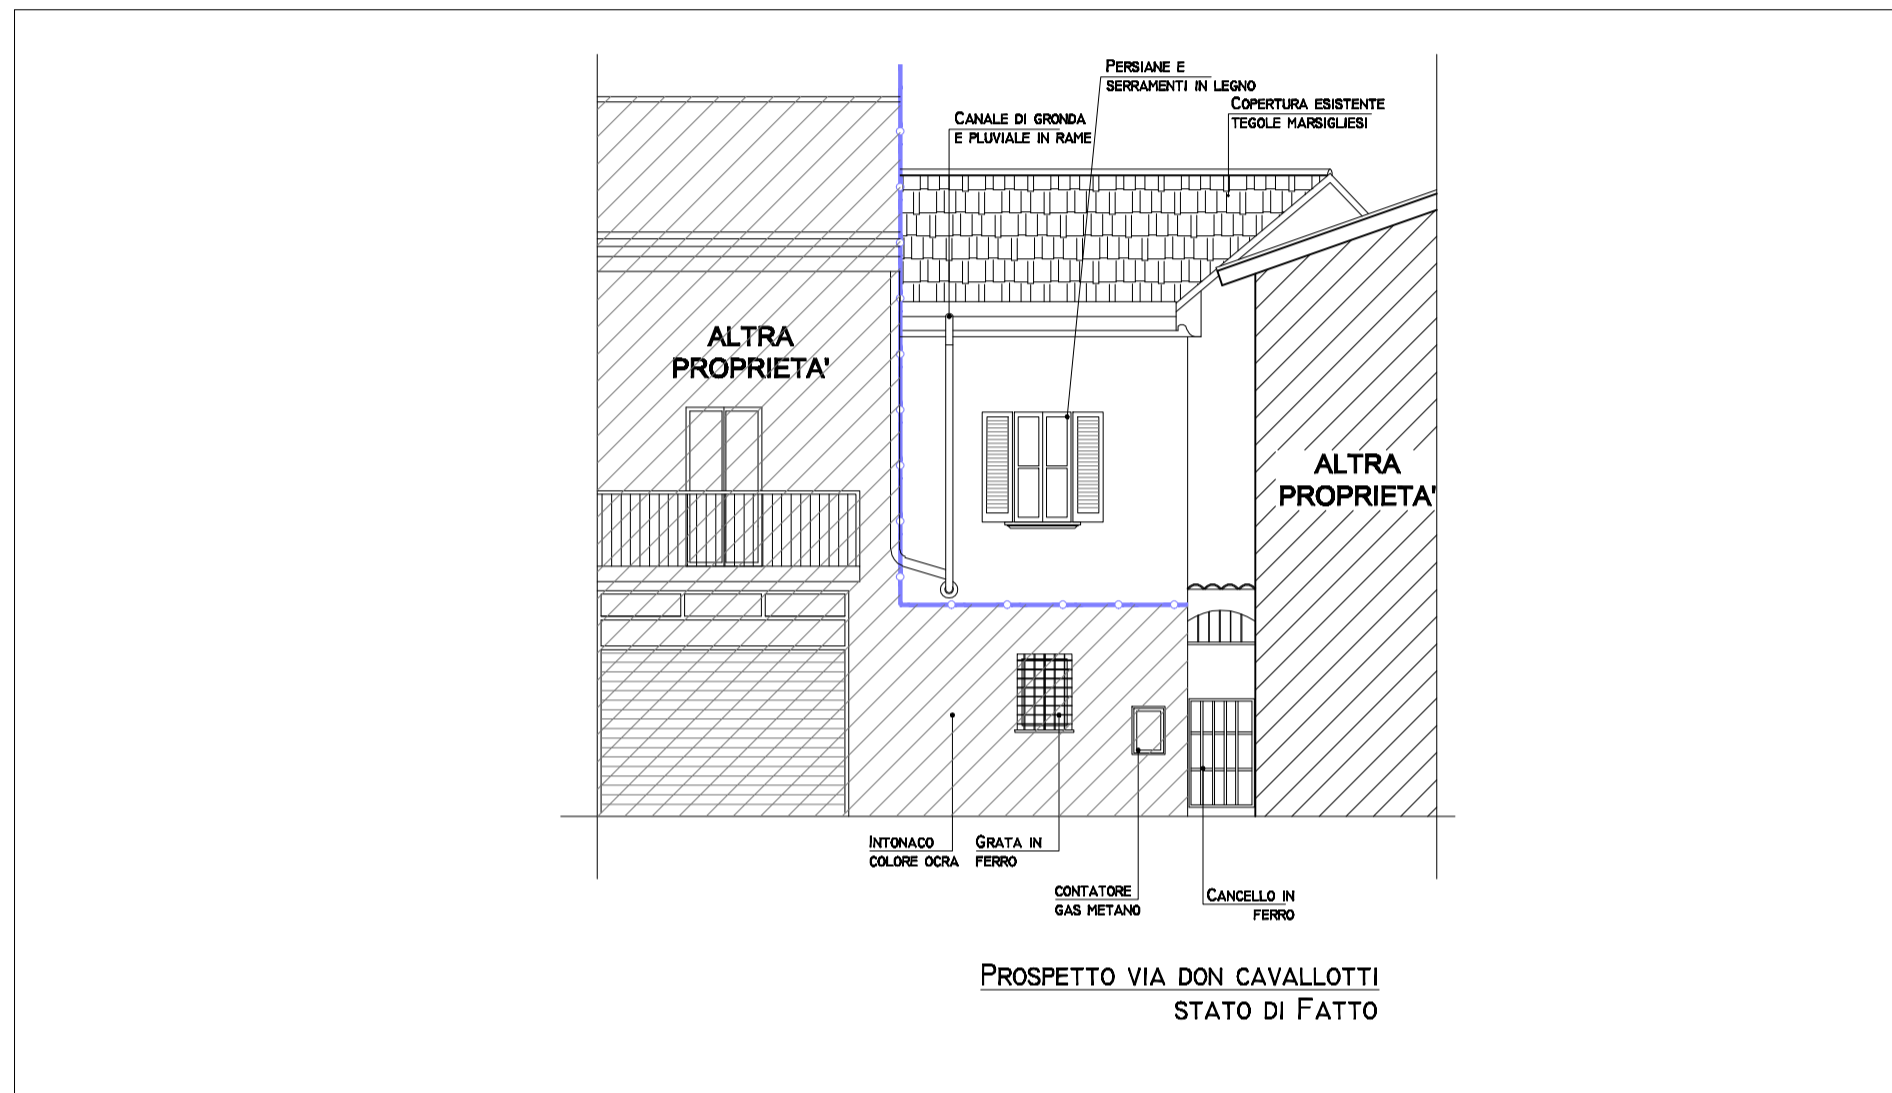 PERSIANE E
SERRAMENTI IN LEGNO
COPERTURA ESISTENTE
TEGOLE MARSIGLIESI
CANALE DI GRONDA
E PLUVIALE IN RAME
ALTRA
PROPRIETA'
ALTRA
PROPRIETA'
INTONACO
COLORE OCRA
GRATA IN
FERRO
CONTATORE
GAS METANO
CANCELLO IN
FERRO
PROSPETTO VIA DON CAVALLOTTI
STATO DI FATTO